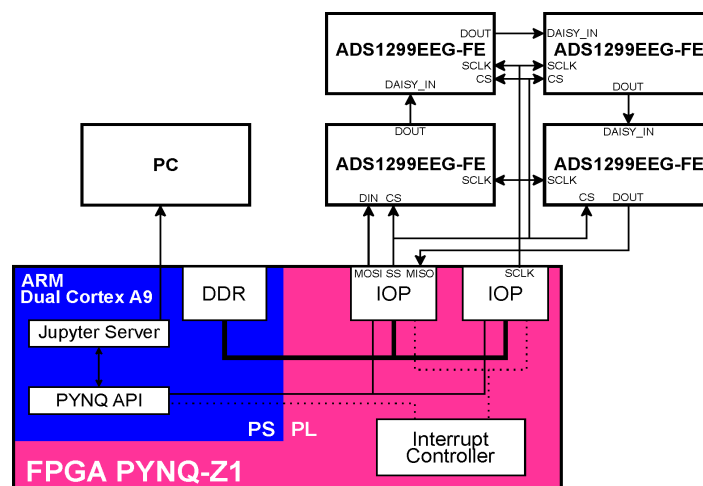 DOUT
DAISY_IN
ADS1299EEG-FE
ADS1299EEG-FE
SCLK
SCLK
CS
CS
DAISY_IN
DOUT
DOUT
DAISY_IN
PC
ADS1299EEG-FE
ADS1299EEG-FE
SCLK
SCLK
DIN
CS
CS
DOUT
ARM
Dual Cortex A9
DDR
MOSI
SS
MISO
IOP
SCLK
IOP
Jupyter Server
PYNQ API
PS
PL
Interrupt
Controller
FPGA PYNQ-Z1